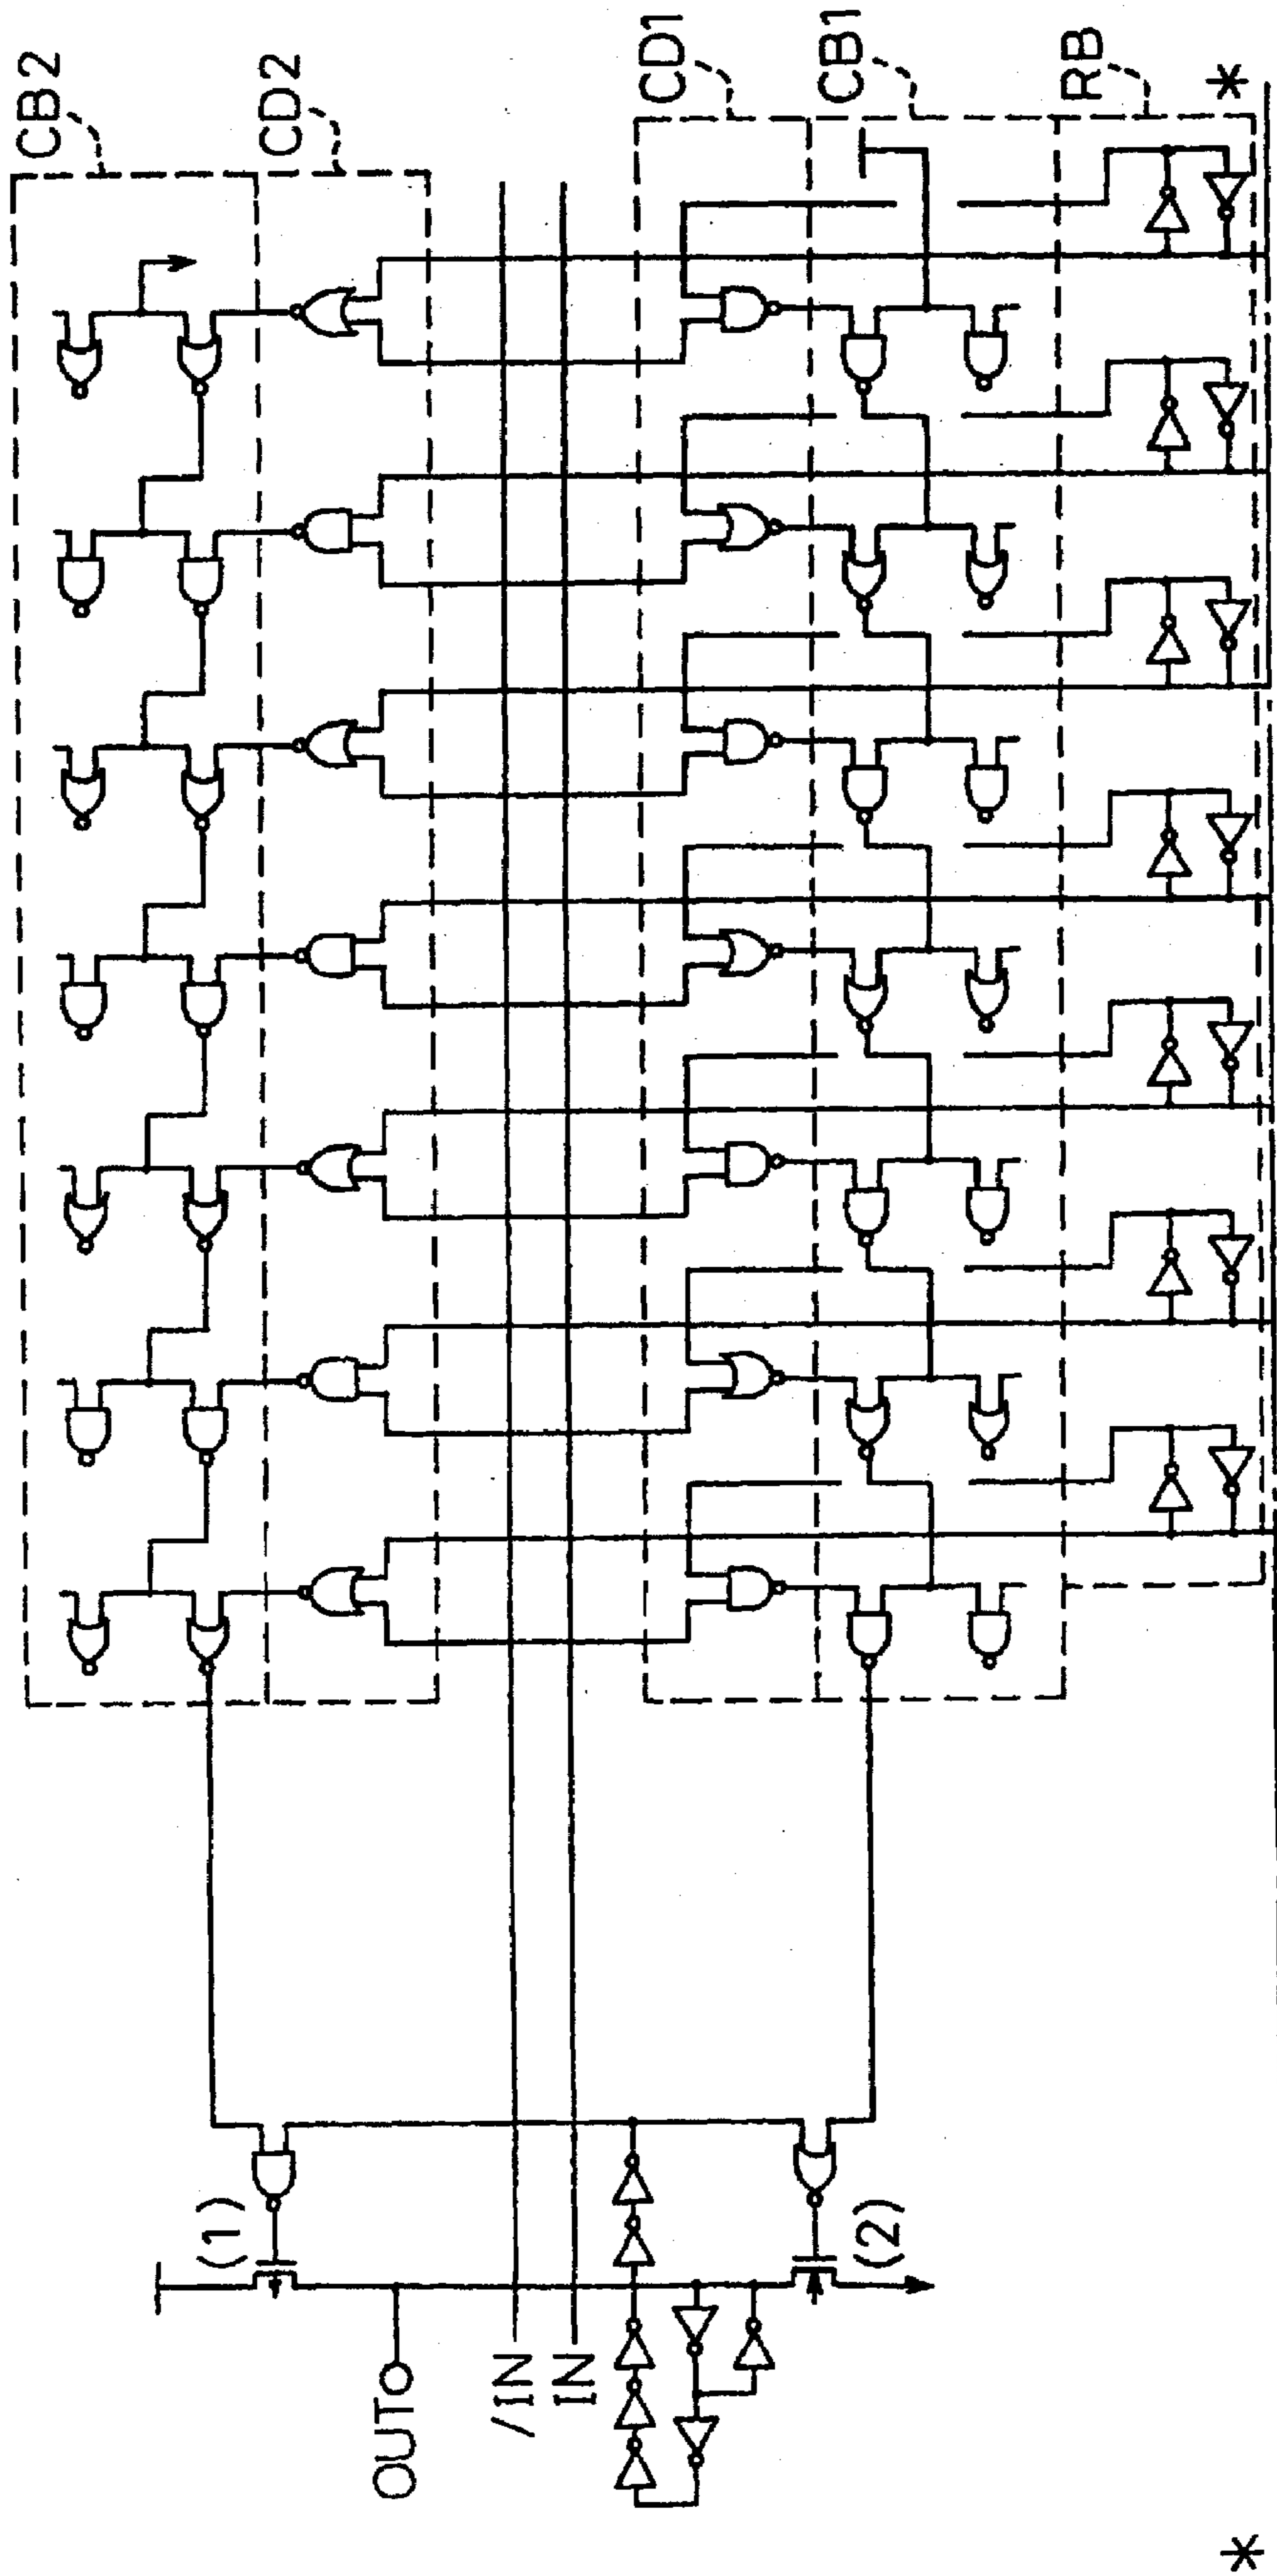 CB2
CD2
CD1
CB1
RB
*
(1)
(2)
OUT
/IN
IN
*